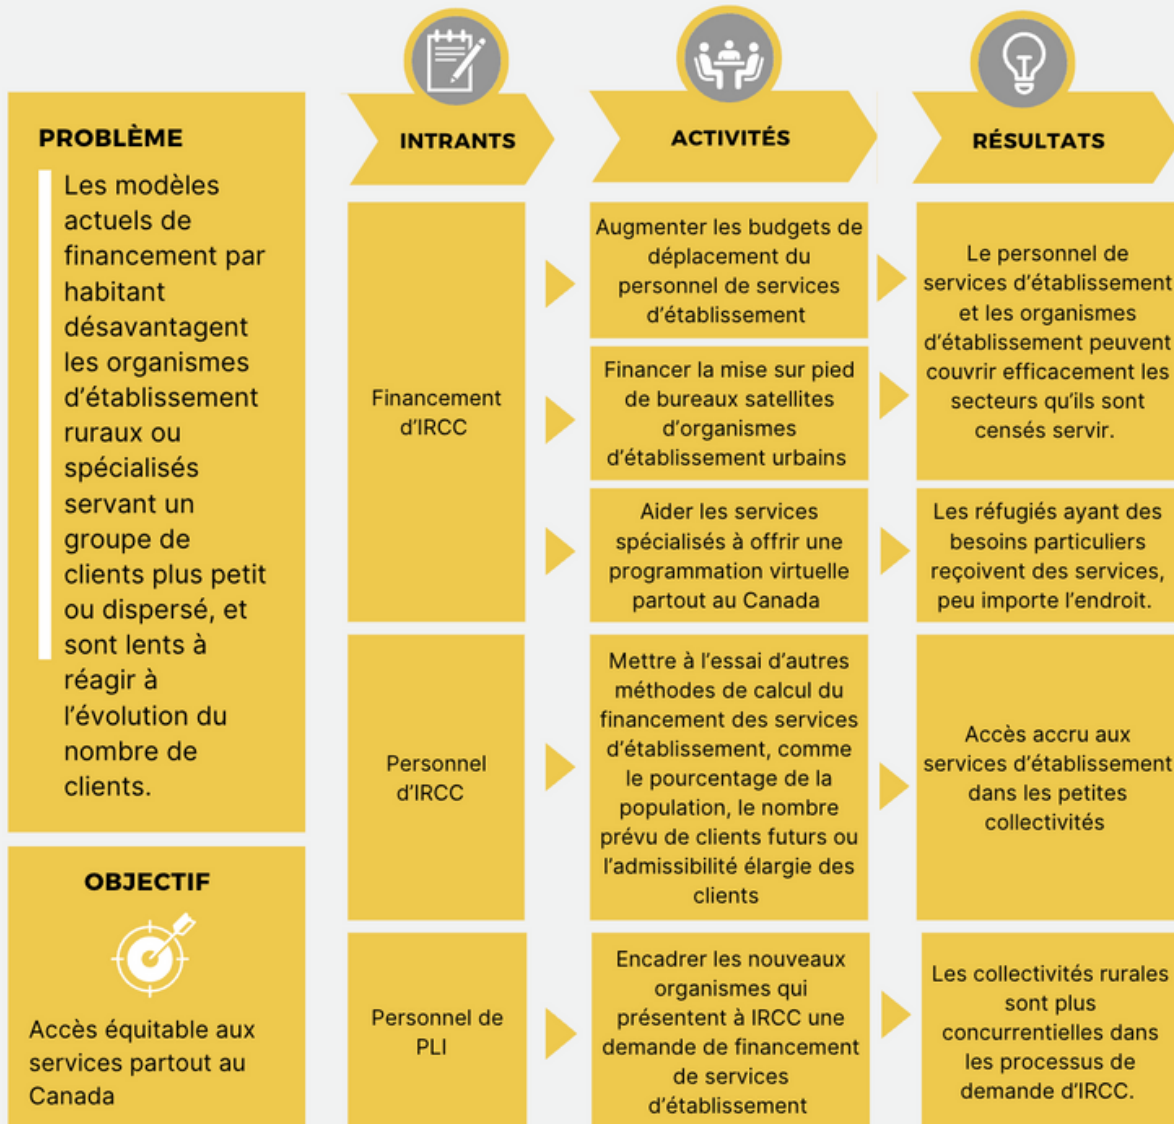 PROBLÈME
Les modèles
actuels de
financement par
habitant
désavantagent
les organismes
d'établissement
ruraux ou
spécialisés
servant un
groupe de
clients plus petit
ou dispersé, et
sont lents à
réagir à
l'évolution du
nombre de
clients.
OBJECTIF
Accès équitable aux
services partout au
Canada
INTRANTS
ACTIVITÉS
RÉSULTATS
Financement
d'IRCC
Augmenter les budgets de
déplacement du
personnel de services
d'établissement
Financer la mise sur pied
de bureaux satellites
d'organismes
d'établissement urbains
Le personnel de
services d'établissement
et les organismes
d'établissement peuvent
couvrir efficacement les
secteurs qu'ils sont
censés servir.
Aider les services
spécialisés à offrir une
programmation virtuelle
partout au Canada
Les réfugiés ayant des
besoins particuliers
reçoivent des services,
peu importe l'endroit.
Personnel
d'IRCC
Mettre à l'essai d'autres
méthodes de calcul du
financement des services
d'établissement, comme
le pourcentage de la
population, le nombre
prévu de clients futurs ou
l'admissibilité élargie des
clients
Accès accru aux
services d'établissement
dans les petites
collectivités
Personnel de
PLI
Encadrer les nouveaux
organismes qui
présentent à IRCC une
demande de financement
de services
d'établissement
Les collectivités rurales
sont plus
concurrentielles dans
les processus de
demande d'IRCC.